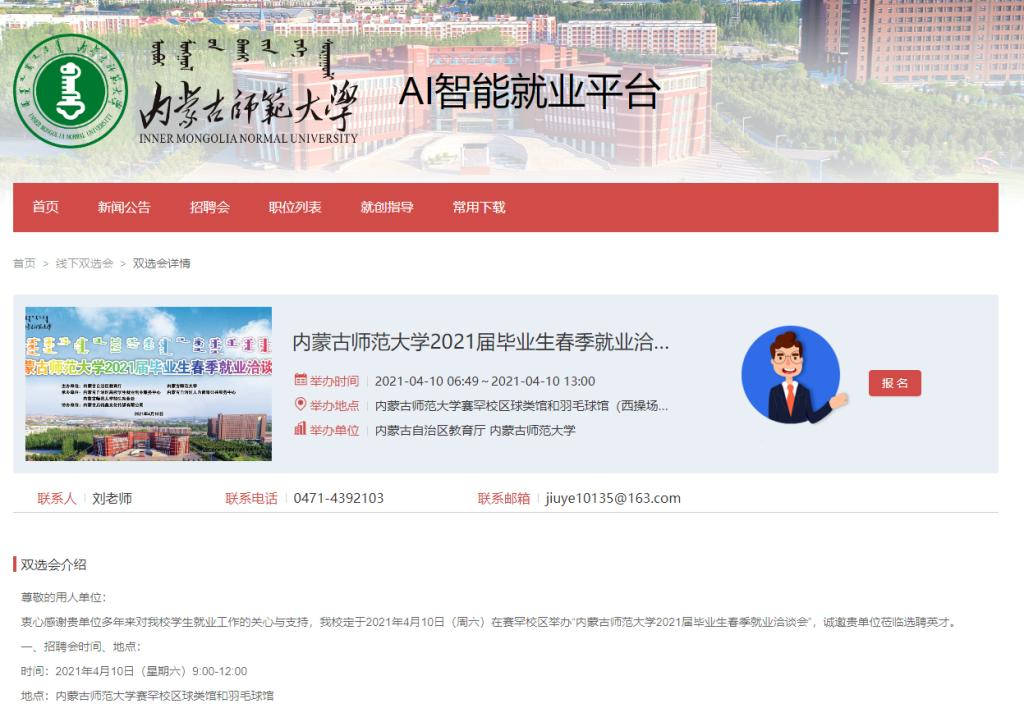 内蒙古師範大學
INNER MONGOLIA NORMAL UNIVERSITY
AI智能就业平台
首页 新闻公告 招聘会 职位列表 就创指导 常用下载
首页 > 线下双选会 > 双选会详情
内蒙古师范大学2021届毕业生春季就业洽谈
内蒙古师范大学2021届毕业生春季就业洽...
举办时间 2021-04-10 06:49 ~ 2021-04-10 13:00
举办地点 内蒙古师范大学赛罕校区球类馆和羽毛球馆（西操场...
举办单位 内蒙古自治区教育厅 内蒙古师范大学
报 名
联系人 刘老师 联系电话 0471-4392103 联系邮箱 jiuye10135@163.com
双选会介绍
尊敬的用人单位：
衷心感谢贵单位多年来对我校学生就业工作的关心与支持，我校定于2021年4月10日（周六）在赛罕校区举办“内蒙古师范大学2021届毕业生春季就业洽谈会”，诚邀贵单位莅临选聘英才。
一、招聘会时间、地点：
时间：2021年4月10日（星期六）9:00-12:00
地点：内蒙古师范大学赛罕校区球类馆和羽毛球馆